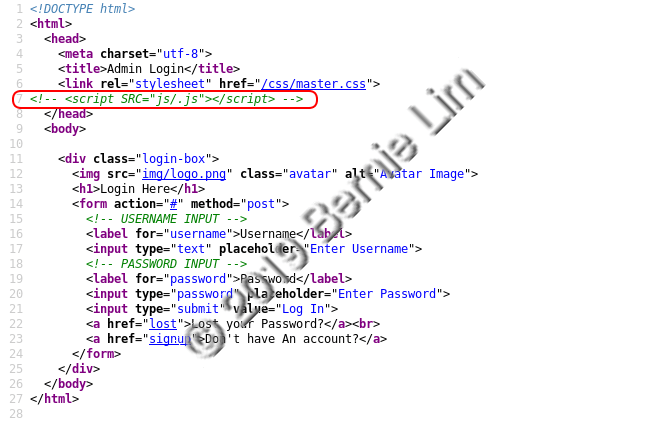 1 <!DOCTYPE html>
2 <html>
3 <head>
4 <meta charset="utf-8">
5 <title>Admin Login</title>
6 <link rel="stylesheet" href="/css/master.css">
7 <!-- <script SRC="js/.js"></script> -->
8 </head>
9 <body>
10
11 <div class="login-box">
12 <img src="img/logo.png" class="avatar" alt="Avatar Image">
13 <h1>Login Here</h1>
14 <form action="#" method="post">
15 <!-- USERNAME INPUT -->
16 <label for="username">Username</label>
17 <input type="text" placeholder="Enter Username">
18 <!-- PASSWORD INPUT -->
19 <label for="password">Password</label>
20 <input type="password" placeholder="Enter Password">
21 <input type="submit" value="Log In">
22 <a href="lost">Lost your Password?</a><br>
23 <a href="signup">Don't have An account?</a>
24 </form>
25 </div>
26 </body>
27 </html>
28
© 2019 Bernie Lim